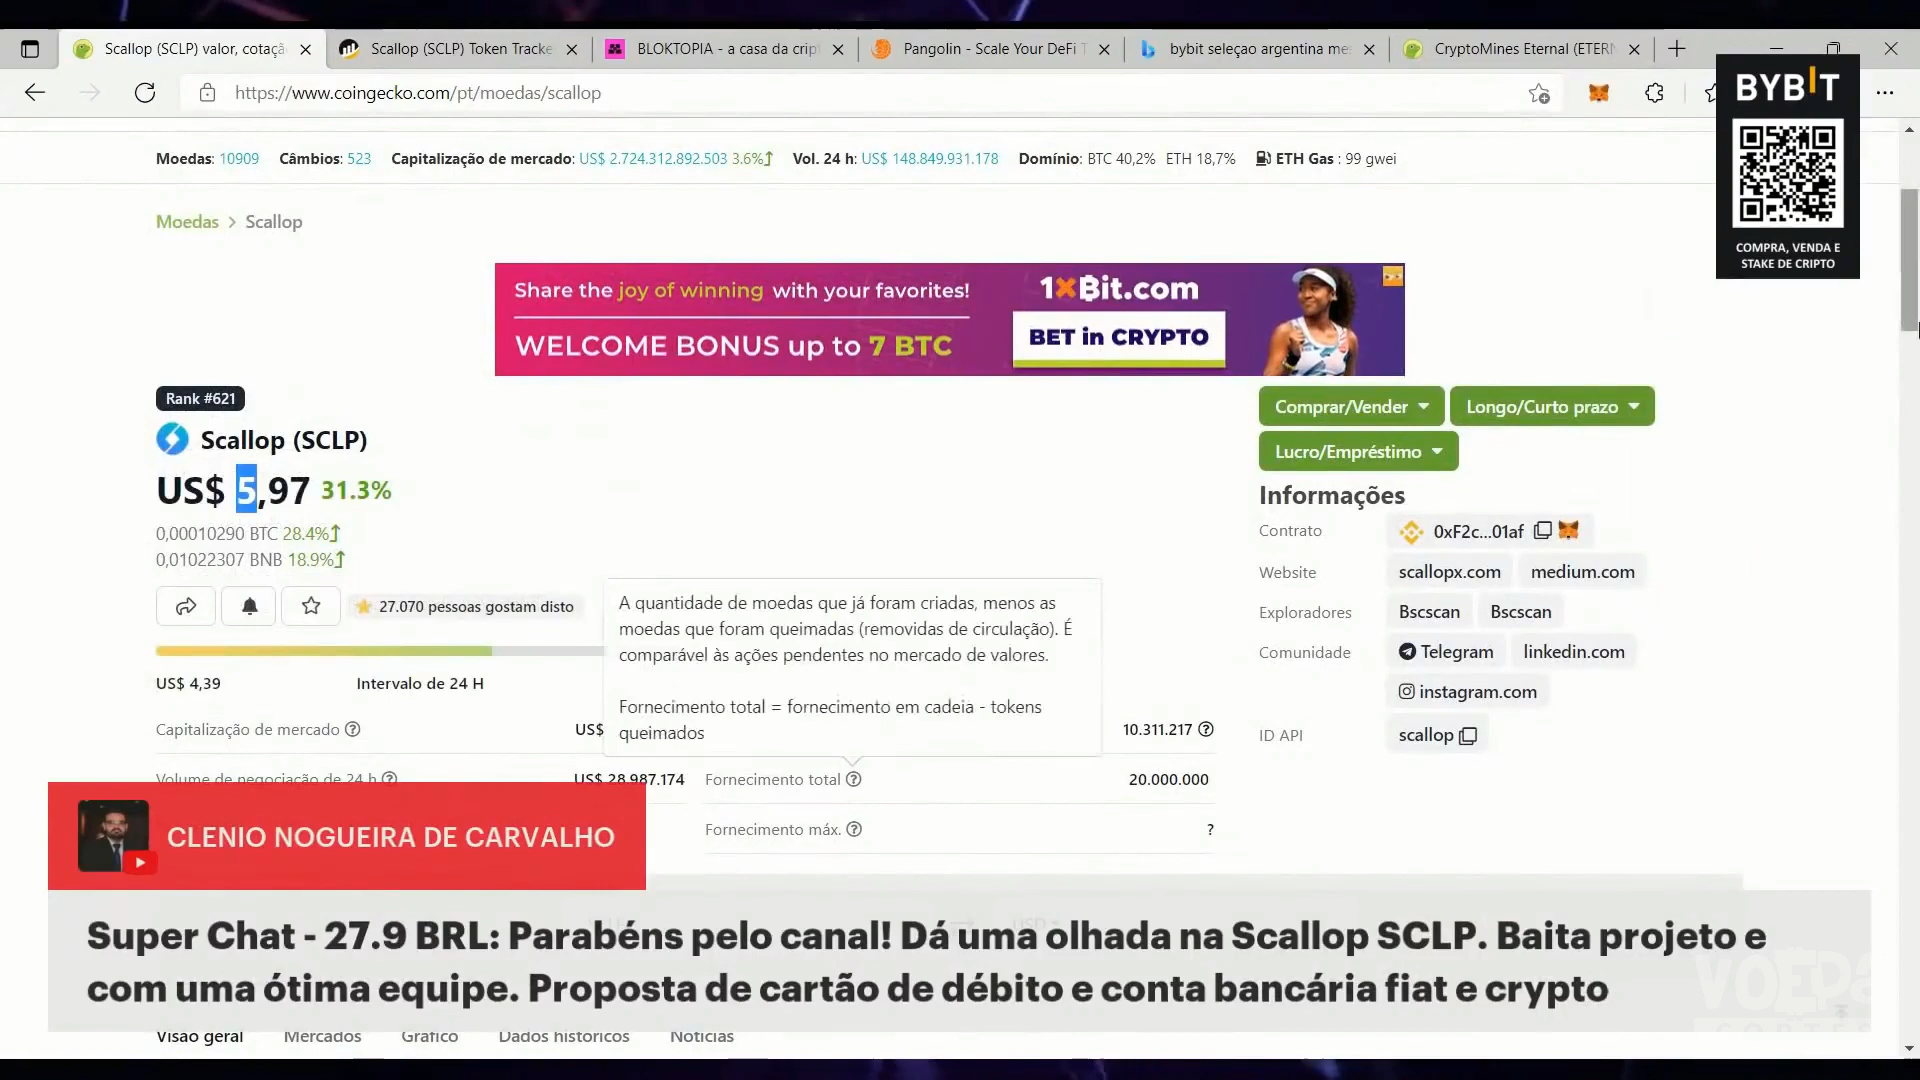 Scallop (SCLP) valor, cotaçã
Scallop (SCLP) Token Tracke
BLOKTOPIA - a casa da crip
Pangolin - Scale Your DeFi T
bybit seleçao argentina me
CryptoMines Eternal (ETERN
https://www.coingecko.com/pt/moedas/scallop
BYBIT
COMPRA, VENDA E
STAKE DE CRIPTO
Moedas: 10909 Câmbios: 523 Capitalização de mercado: US$ 2.724.312.892.503 3.6% Vol. 24 h: US$ 148.849.931.178 Domínio: BTC 40,2% ETH 18,7% ETH Gas : 99 gwei
Moedas > Scallop
Share the joy of winning with your favorites!
WELCOME BONUS up to 7 BTC
1xBit.com
BET in CRYPTO
Rank #621
Scallop (SCLP)
US$ 5,97 31.3%
0,00010290 BTC 28.4%
0,01022307 BNB 18.9%
27.070 pessoas gostam disto
US$ 4,39 Intervalo de 24 H
Capitalização de mercado ? US$
Volume de negociação de 24 h ? US$ 28.987.174
A quantidade de moedas que já foram criadas, menos as
moedas que foram queimadas (removidas de circulação). É
comparável às ações pendentes no mercado de valores.
Fornecimento total = fornecimento em cadeia - tokens
queimados
10.311.217 ?
Fornecimento total ? 20.000.000
Fornecimento máx. ? ?
Comprar/Vender
Longo/Curto prazo
Lucro/Empréstimo
Informações
Contrato 0xF2c...01af
Website scallopx.com medium.com
Exploradores Bscscan Bscscan
Comunidade Telegram linkedin.com
instagram.com
ID API scallop
CLENIO NOGUEIRA DE CARVALHO
Super Chat - 27.9 BRL: Parabéns pelo canal! Dá uma olhada na Scallop SCLP. Baita projeto e
com uma ótima equipe. Proposta de cartão de débito e conta bancária fiat e crypto
Visão geral Mercados Gráfico Dados históricos Notícias